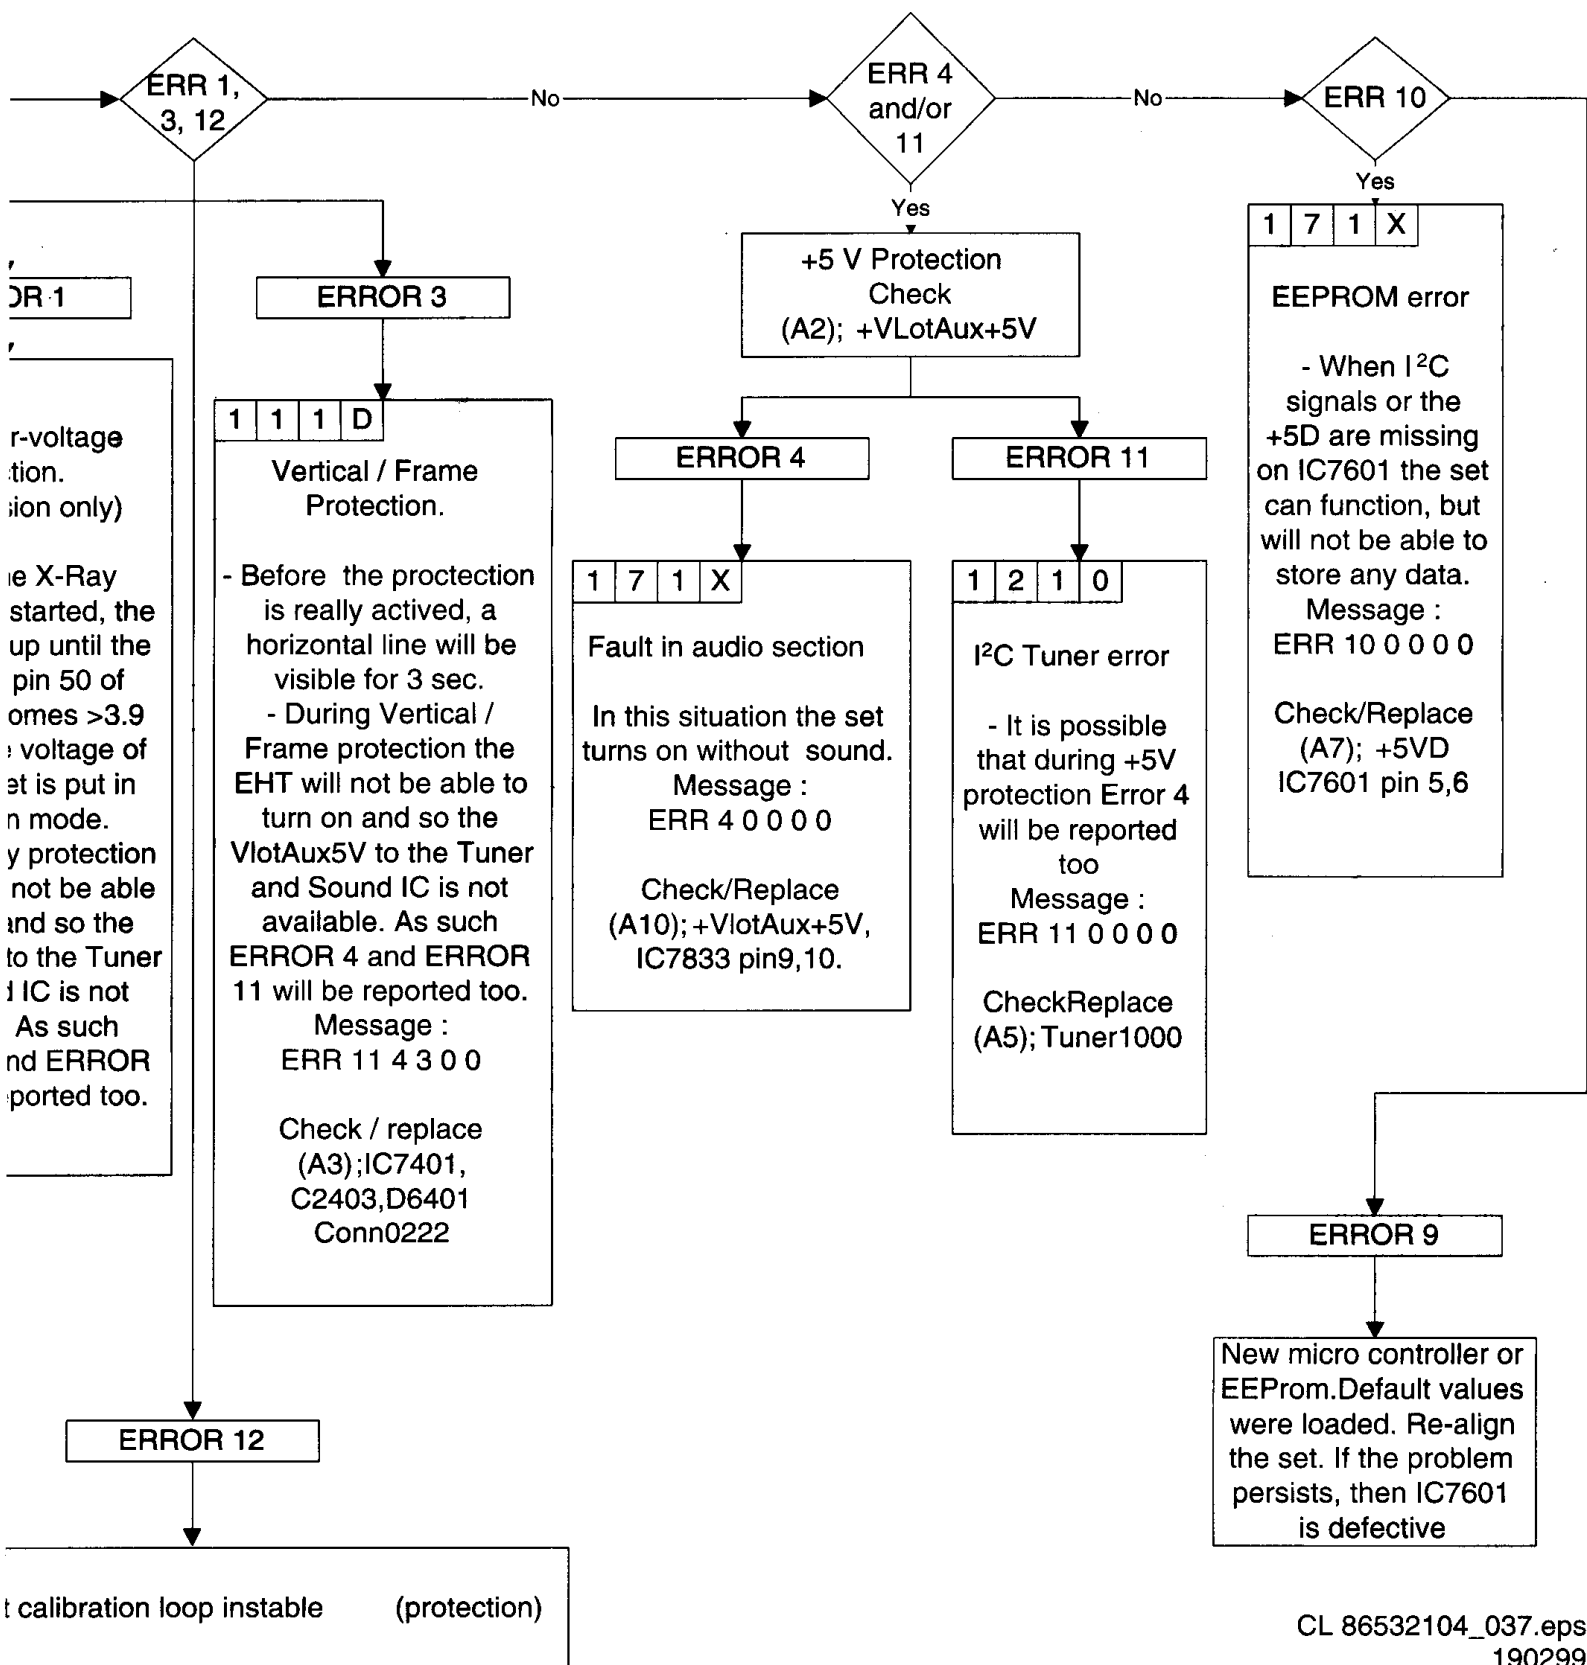 ERR 1,
3, 12
No
ERR 4
and/or
11
No
ERR 10
Yes
Yes
1 7 1 X
EEPROM error
- When I²C
signals or the
+5D are missing
on IC7601 the set
can function, but
will not be able to
store any data.
Message :
ERR 10 0 0 0 0
Check/Replace
(A7); +5VD
IC7601 pin 5,6
+5 V Protection
Check
(A2); +VLotAux+5V
OR 1
r-voltage
tion.
sion only)
e X-Ray
started, the
up until the
pin 50 of
omes >3.9
voltage of
et is put in
n mode.
y protection
not be able
and so the
to the Tuner
IC is not
As such
nd ERROR
ported too.
ERROR 3
1 1 1 D
Vertical / Frame
Protection.
- Before the proctection
is really actived, a
horizontal line will be
visible for 3 sec.
- During Vertical /
Frame protection the
EHT will not be able to
turn on and so the
VlotAux5V to the Tuner
and Sound IC is not
available. As such
ERROR 4 and ERROR
11 will be reported too.
Message :
ERR 11 4 3 0 0
Check / replace
(A3);IC7401,
C2403,D6401
Conn0222
ERROR 4
1 7 1 X
Fault in audio section
In this situation the set
turns on without sound.
Message :
ERR 4 0 0 0 0
Check/Replace
(A10);+VlotAux+5V,
IC7833 pin9,10.
ERROR 11
1 2 1 0
I²C Tuner error
- It is possible
that during +5V
protection Error 4
will be reported
too
Message :
ERR 11 0 0 0 0
CheckReplace
(A5);Tuner1000
ERROR 9
New micro controller or
EEProm.Default values
were loaded. Re-align
the set. If the problem
persists, then IC7601
is defective
ERROR 12
t calibration loop instable (protection)
CL 86532104_037.eps
190299